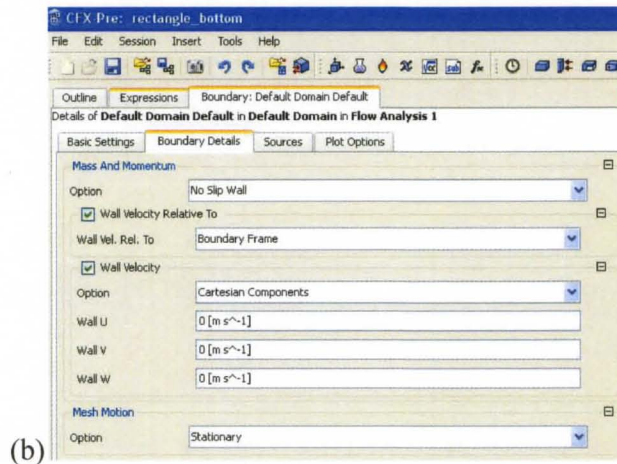 CFX-Pre: rectangle_bottom
File Edit Session Insert Tools Help
Outline Expressions Boundary: Default Domain Default
Details of Default Domain Default in Default Domain in Flow Analysis 1
Basic Settings Boundary Details Sources Plot Options
Mass And Momentum
Option No Slip Wall
Wall Velocity Relative To
Wall Vel. Rel. To Boundary Frame
Wall Velocity
Option Cartesian Components
Wall U 0 [m s^-1]
Wall V 0 [m s^-1]
Wall W 0 [m s^-1]
Mesh Motion
Option Stationary
(b)